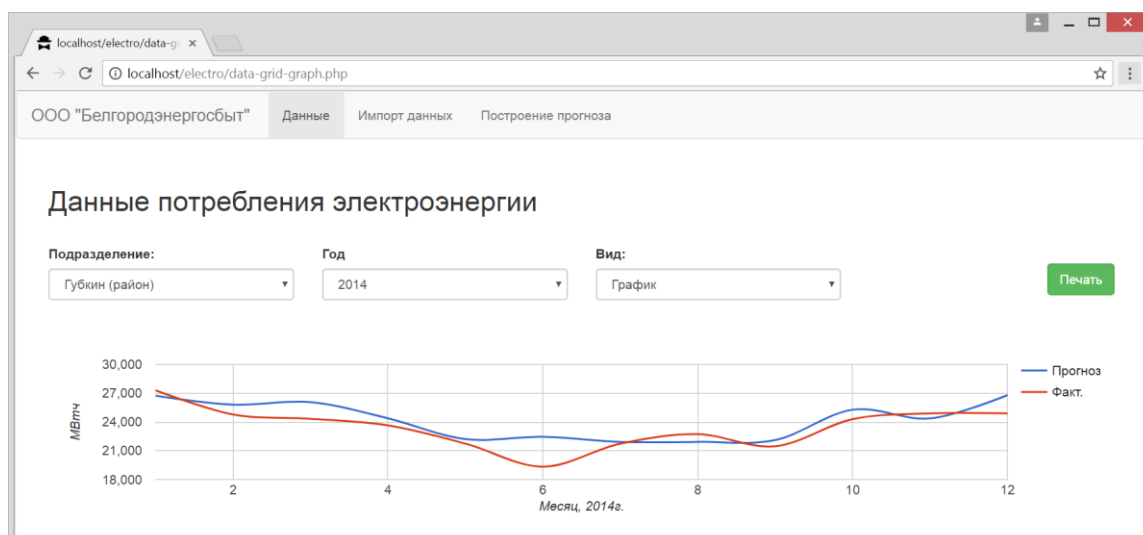 localhost/electro/data-g
localhost/electro/data-grid-graph.php
ООО "Белгородэнергосбыт" Данные Импорт данных Построение прогноза
Данные потребления электроэнергии
Подразделение: Год Вид:
Губкин (район) 2014 График Печать
30,000
27,000
24,000
21,000
18,000
МВтч
2 4 6 8 10 12
Месяц, 2014г.
Прогноз
Факт.